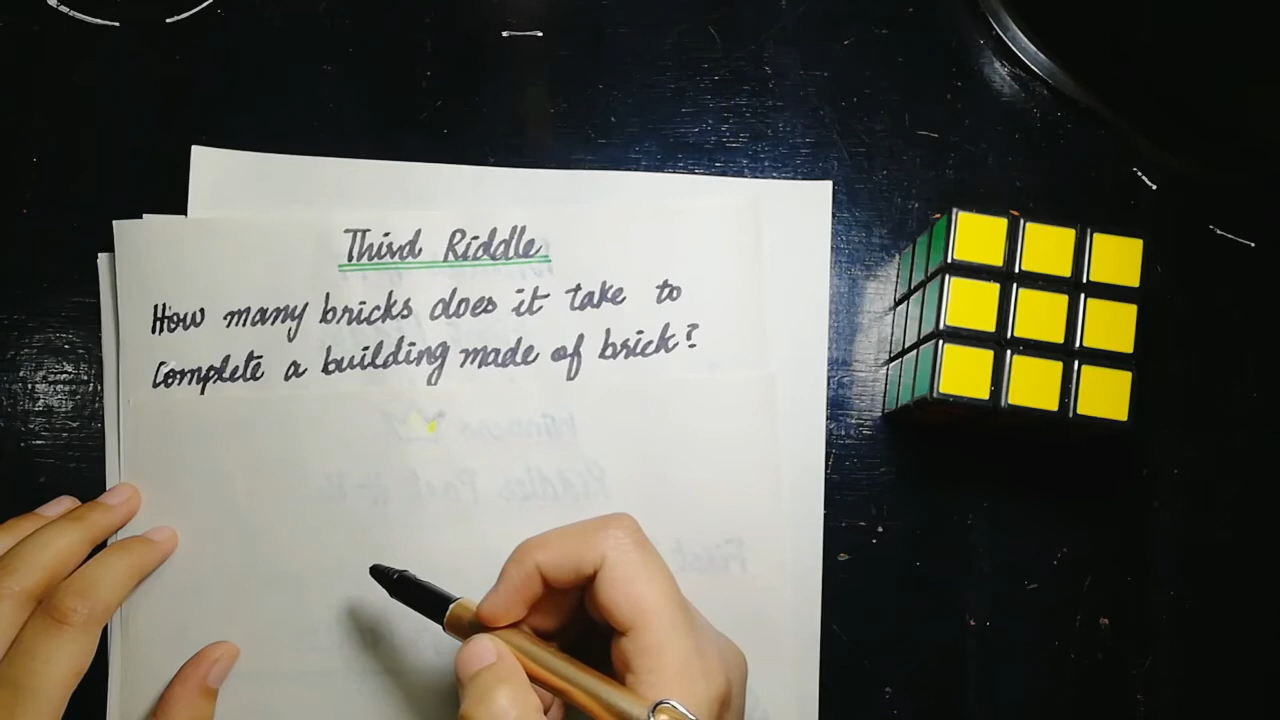 Third Riddle
How many bricks does it take to
complete a building made of brick?